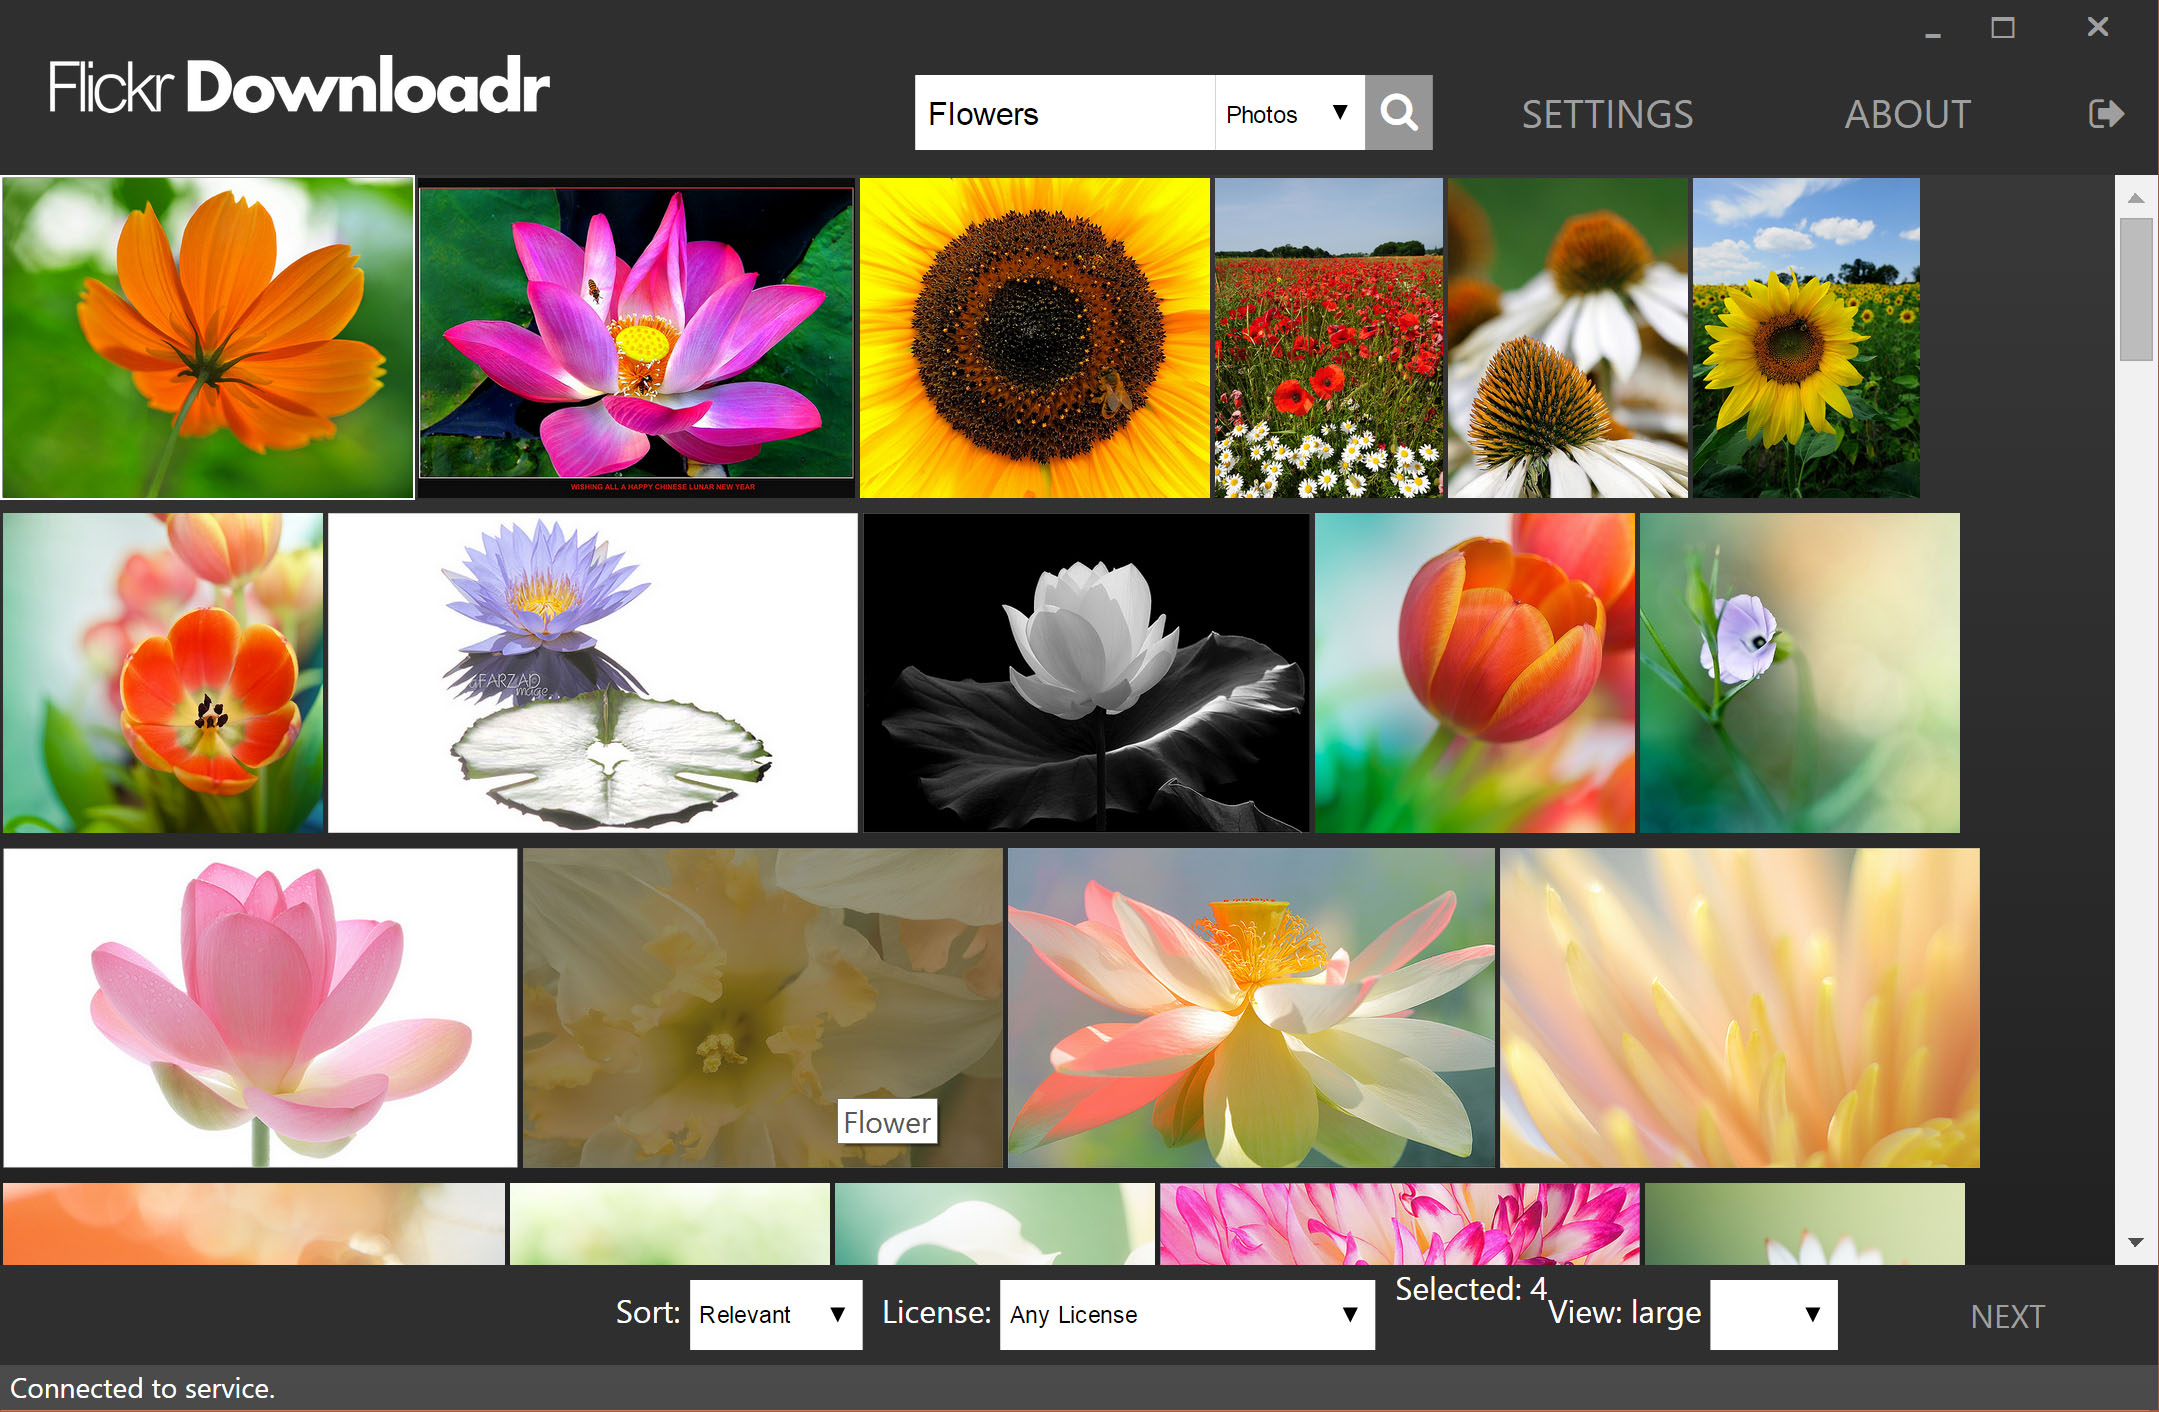 Flickr Downloadr
Flowers
Photos
SETTINGS
ABOUT
WISHING ALL A HAPPY CHINESE LUNAR NEW YEAR
FARZAD
image
Flower
Sort: Relevant
License: Any License
Selected: 4
View: large
NEXT
Connected to service.